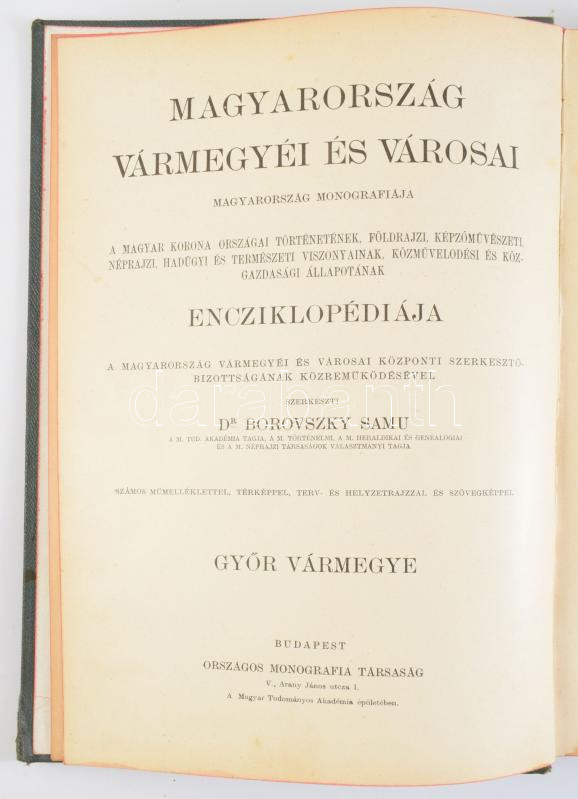 MAGYARORSZÁG
VÁRMEGYÉI ÉS VÁROSAI
MAGYARORSZÁG MONOGRAFIÁJA
A MAGYAR KORONA ORSZÁGAI TÖRTÉNETÉNEK, FÖLDRAJZI, KÉPZŐMŰVÉSZETI,
NÉPRAJZI, HADÜGYI ÉS TERMÉSZETI VISZONYAINAK, KÖZMŰVELŐDÉSI ÉS KÖZ-
GAZDASÁGI ÁLLAPOTÁNAK
ENCZIKLOPÉDIÁJA
A MAGYARORSZÁG VÁRMEGYÉI ÉS VÁROSAI KÖZPONTI SZERKESZTŐ-
BIZOTTSÁGÁNAK KÖZREMŰKÖDÉSÉVEL
SZERKESZTI
DR BOROVSZKY SAMU
A M. TUD. AKADÉMIA TAGJA, A M. TÖRTÉNELMI, A M. HERALDIKAI ÉS GENEALÓGIAI
ÉS A M. NÉPRAJZI TÁRSASÁGOK VÁLASZTMÁNYI TAGJA
SZÁMOS MŰMELLÉKLETTEL, TÉRKÉPPEL, TERV- ÉS HELYZETRAJZZAL ÉS SZÖVEGKÉPPEL
GYŐR VÁRMEGYE
BUDAPEST
ORSZÁGOS MONOGRAFIA TÁRSASÁG
V., Arany János utcza 1.
A Magyar Tudományos Akadémia épületében.
darabanth